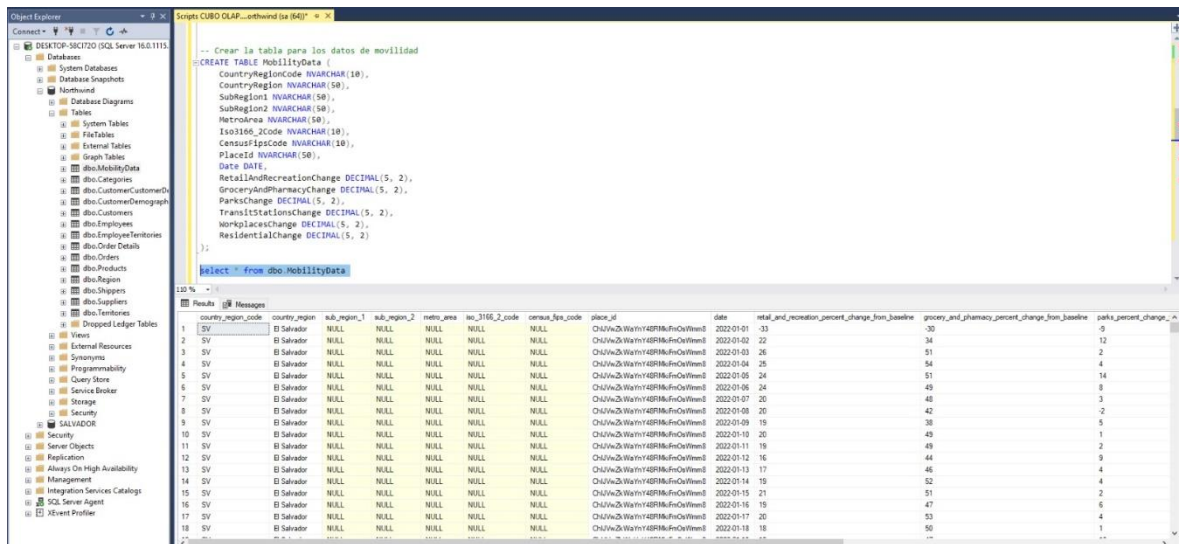 Object Explorer
Scripts CUBO OLAP....orthwind (sa (64))*
Connect
DESKTOP-58CI72O (SQL Server 16.0.1115.
Databases
System Databases
Database Snapshots
Northwind
Database Diagrams
Tables
System Tables
FileTables
External Tables
Graph Tables
dbo.MobilityData
dbo.Categories
dbo.CustomerCustomerDe
dbo.CustomerDemograph
dbo.Customers
dbo.Employees
dbo.EmployeeTerritories
dbo.Order Details
dbo.Orders
dbo.Products
dbo.Region
dbo.Shippers
dbo.Suppliers
dbo.Territories
Dropped Ledger Tables
Views
External Resources
Synonyms
Programmability
Query Store
Service Broker
Storage
Security
SALVADOR
Security
Server Objects
Replication
Always On High Availability
Management
Integration Services Catalogs
SQL Server Agent
XEvent Profiler
-- Crear la tabla para los datos de movilidad
CREATE TABLE MobilityData (
CountryRegionCode NVARCHAR(10),
CountryRegion NVARCHAR(50),
SubRegion1 NVARCHAR(50),
SubRegion2 NVARCHAR(50),
MetroArea NVARCHAR(50),
Iso3166_2Code NVARCHAR(10),
CensusFipsCode NVARCHAR(10),
PlaceId NVARCHAR(50),
Date DATE,
RetailAndRecreationChange DECIMAL(5, 2),
GroceryAndPharmacyChange DECIMAL(5, 2),
ParksChange DECIMAL(5, 2),
TransitStationsChange DECIMAL(5, 2),
WorkplacesChange DECIMAL(5, 2),
ResidentialChange DECIMAL(5, 2)
);
select * from dbo.MobilityData
110 %
Results Messages
country_region_code country_region sub_region_1 sub_region_2 metro_area iso_3166_2_code census_fips_code place_id date retail_and_recreation_percent_change_from_baseline grocery_and_pharmacy_percent_change_from_baseline parks_percent_change_
1 SV El Salvador NULL NULL NULL NULL NULL 2022-01-01 -33 -30 -9
2 SV El Salvador NULL NULL NULL NULL NULL 2022-01-02 22 34 12
3 SV El Salvador NULL NULL NULL NULL NULL 2022-01-03 26 51 2
4 SV El Salvador NULL NULL NULL NULL NULL 2022-01-04 25 54 4
5 SV El Salvador NULL NULL NULL NULL NULL 2022-01-05 24 51 14
6 SV El Salvador NULL NULL NULL NULL NULL 2022-01-06 24 49 8
7 SV El Salvador NULL NULL NULL NULL NULL 2022-01-07 20 48 3
8 SV El Salvador NULL NULL NULL NULL NULL 2022-01-08 20 42 -2
9 SV El Salvador NULL NULL NULL NULL NULL 2022-01-09 19 38 5
10 SV El Salvador NULL NULL NULL NULL NULL 2022-01-10 20 49 1
11 SV El Salvador NULL NULL NULL NULL NULL 2022-01-11 19 49 2
12 SV El Salvador NULL NULL NULL NULL NULL 2022-01-12 16 44 9
13 SV El Salvador NULL NULL NULL NULL NULL 2022-01-13 17 46 4
14 SV El Salvador NULL NULL NULL NULL NULL 2022-01-14 19 52 4
15 SV El Salvador NULL NULL NULL NULL NULL 2022-01-15 21 51 2
16 SV El Salvador NULL NULL NULL NULL NULL 2022-01-16 19 47 6
17 SV El Salvador NULL NULL NULL NULL NULL 2022-01-17 20 53 4
18 SV El Salvador NULL NULL NULL NULL NULL 2022-01-18 18 50 1